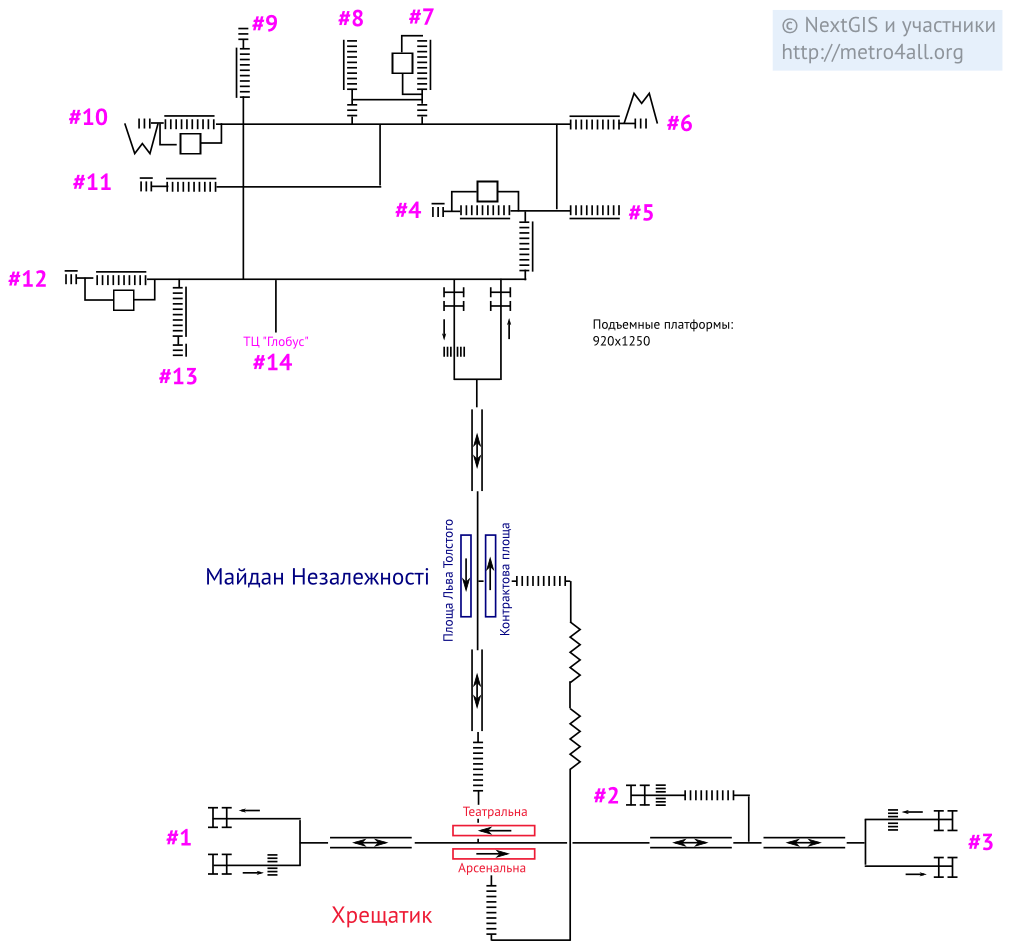 © NextGIS и участники
http://metro4all.org
#9
#8
#7
#10
#6
#11
#4
#5
#12
Подъемные платформы:
920x1250
ТЦ "Глобус"
#14
#13
Майдан Незалежності
Площа Льва Толстого
Контрактова площа
#2
Театральна
#1
#3
Арсенальна
Хрещатик